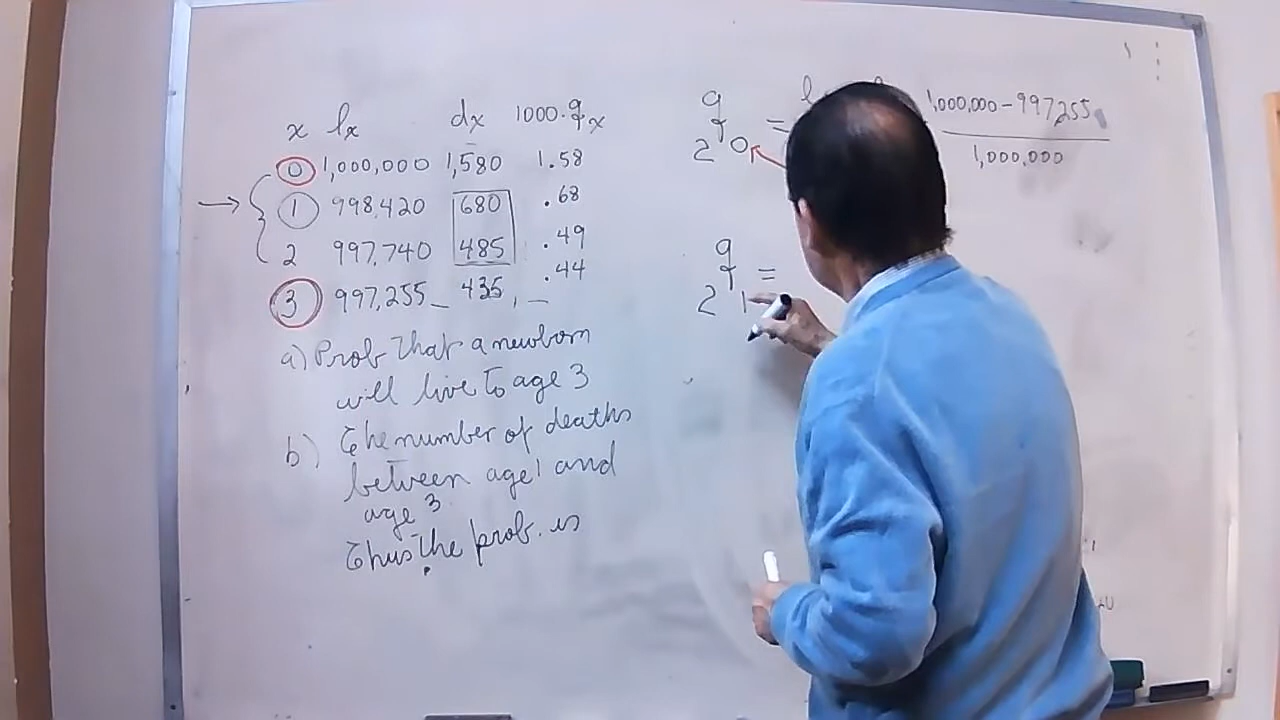 x lx dx 1000·qx
0 1,000,000 1,580 1.58
1 998,420 680 .68
2 997,740 485 .49
3 997,255 435 .44
a) Prob that a newborn
will live to age 3
b) The number of deaths
between age 1 and
age 3.
Thus the prob. is
2q0 =
1,000,000 - 997,255
1,000,000
2q1 =